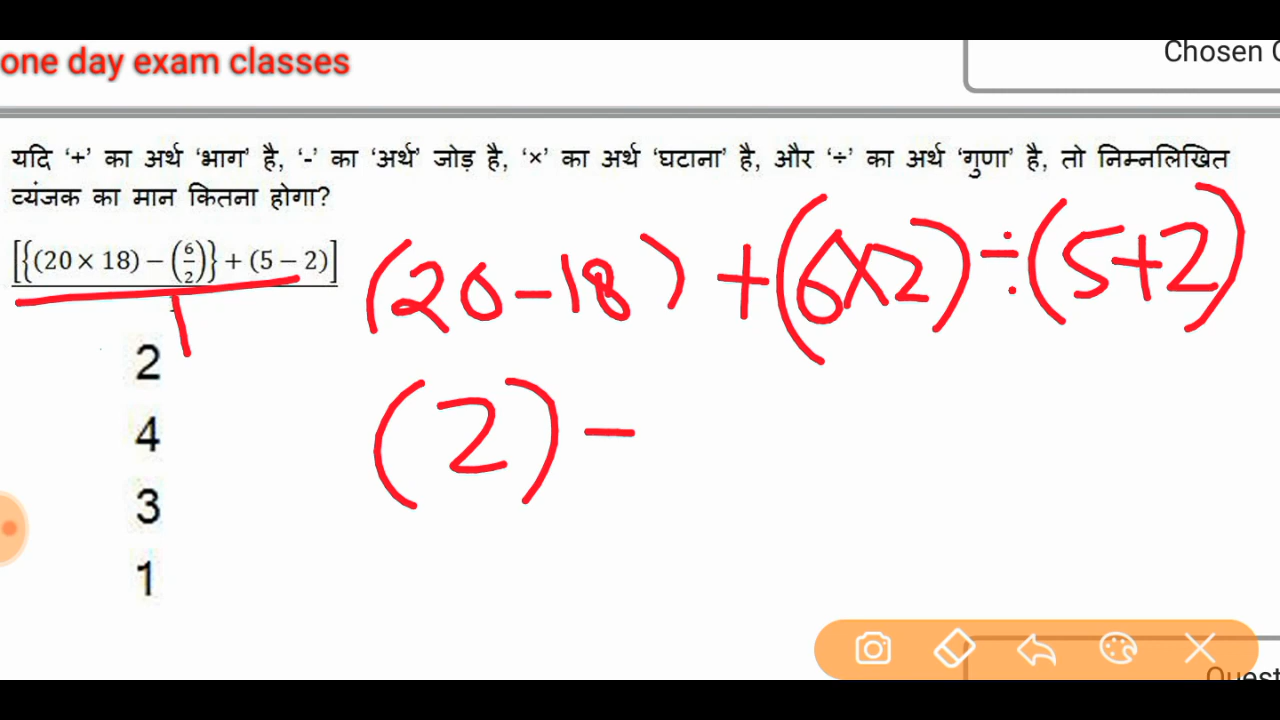 one day exam classes
Chosen
यदि ‘+’ का अर्थ ‘भाग’ है, ‘-’ का ‘अर्थ’ जोड़ है, ‘×’ का अर्थ ‘घटाना’ है, और ‘÷’ का अर्थ ‘गुणा’ है, तो निम्नलिखित
व्यंजक का मान कितना होगा?
[{(20 × 18) − (6/2)} + (5 − 2)]
(20-18) + (6×2) ÷ (5+2)
1
2
(2) -
4
3
1